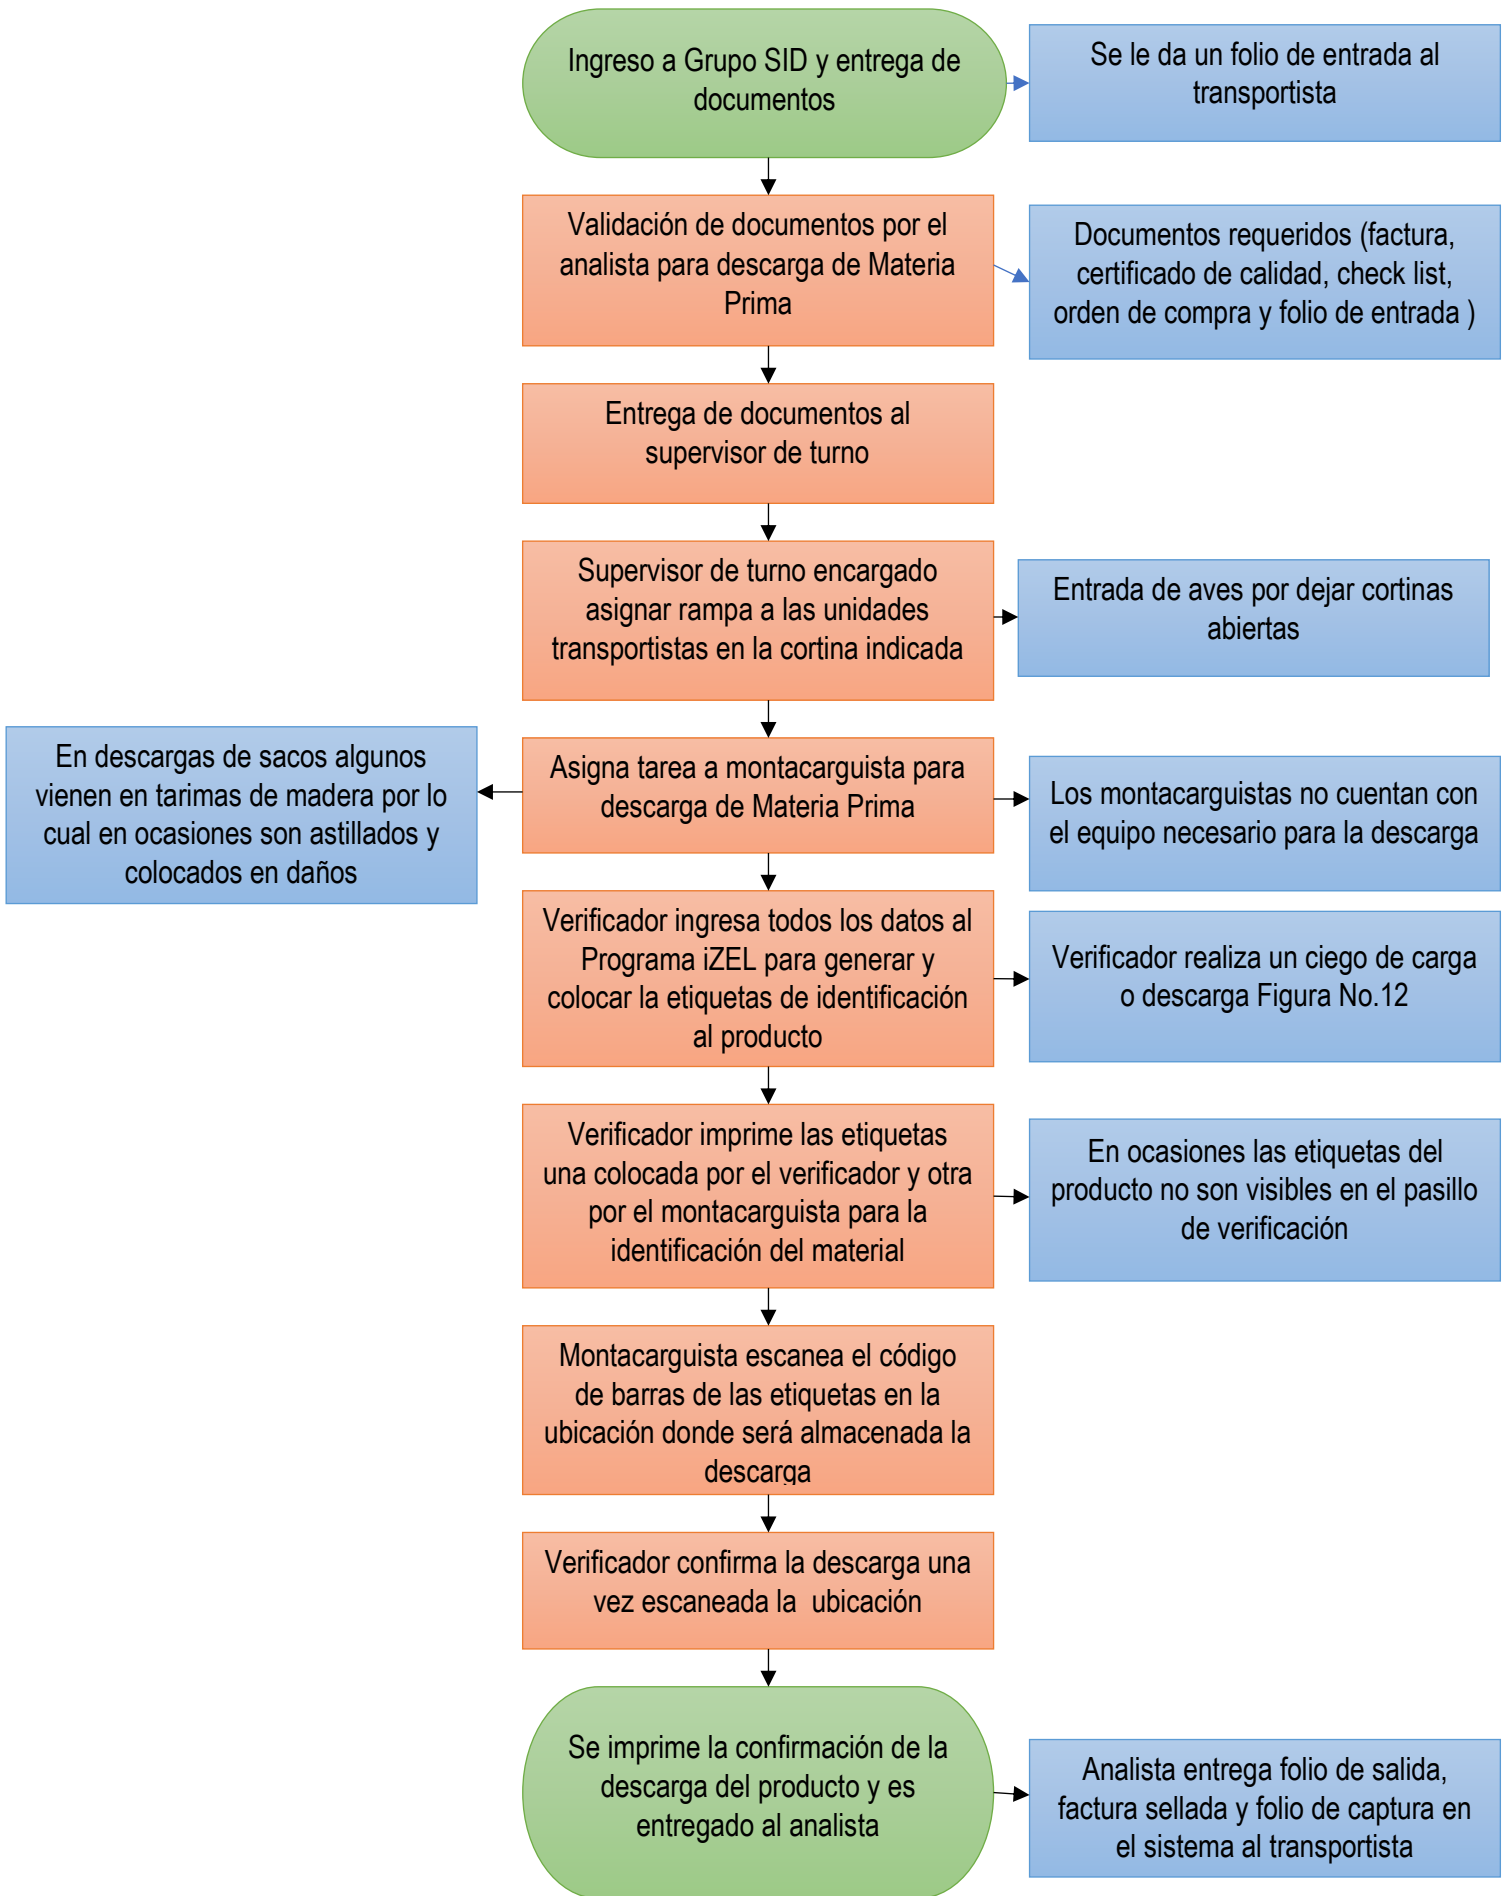 Ingreso a Grupo SID y entrega de
documentos
Se le da un folio de entrada al
transportista
Validación de documentos por el
analista para descarga de Materia
Prima
Documentos requeridos (factura,
certificado de calidad, check list,
orden de compra y folio de entrada )
Entrega de documentos al
supervisor de turno
Supervisor de turno encargado
asignar rampa a las unidades
transportistas en la cortina indicada
Entrada de aves por dejar cortinas
abiertas
En descargas de sacos algunos
vienen en tarimas de madera por lo
cual en ocasiones son astillados y
colocados en daños
Asigna tarea a montacarguista para
descarga de Materia Prima
Los montacarguistas no cuentan con
el equipo necesario para la descarga
Verificador ingresa todos los datos al
Programa iZEL para generar y
colocar la etiquetas de identificación
al producto
Verificador realiza un ciego de carga
o descarga Figura No.12
Verificador imprime las etiquetas
una colocada por el verificador y otra
por el montacarguista para la
identificación del material
En ocasiones las etiquetas del
producto no son visibles en el pasillo
de verificación
Montacarguista escanea el código
de barras de las etiquetas en la
ubicación donde será almacenada la
descarga
Verificador confirma la descarga una
vez escaneada la  ubicación
Se imprime la confirmación de la
descarga del producto y es
entregado al analista
Analista entrega folio de salida,
factura sellada y folio de captura en
el sistema al transportista